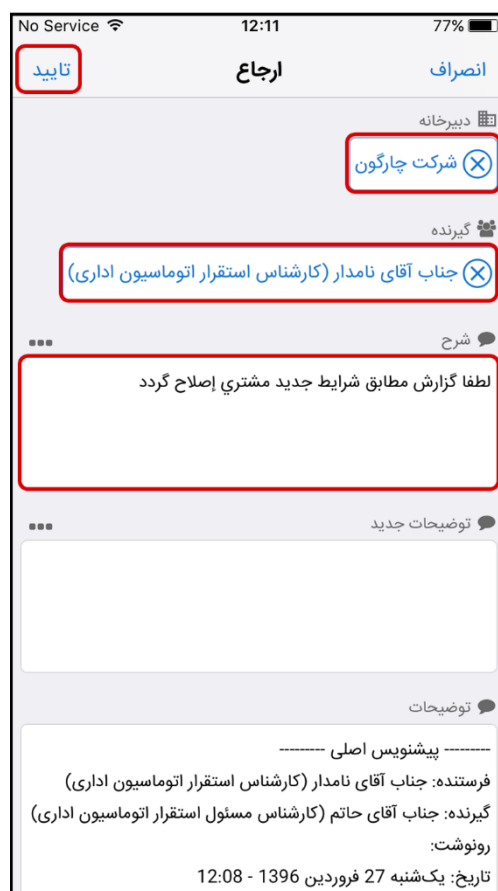 No Service 12:11 77%
انصراف ارجاع تایید
دبیرخانه
شرکت چارگون
گیرنده
جناب آقای نامدار (کارشناس استقرار اتوماسیون اداری)
شرح
لطفا گزارش مطابق شرایط جدید مشتري إصلاح گردد
توضیحات جدید
توضیحات
--------- پیشنویس اصلی ---------
فرستنده: جناب آقای نامدار (کارشناس استقرار اتوماسیون اداری)
گیرنده: جناب آقای حاتم (کارشناس مسئول استقرار اتوماسیون اداری)
رونوشت:
تاریخ: یک‌شنبه 27 فروردین 1396 - 12:08